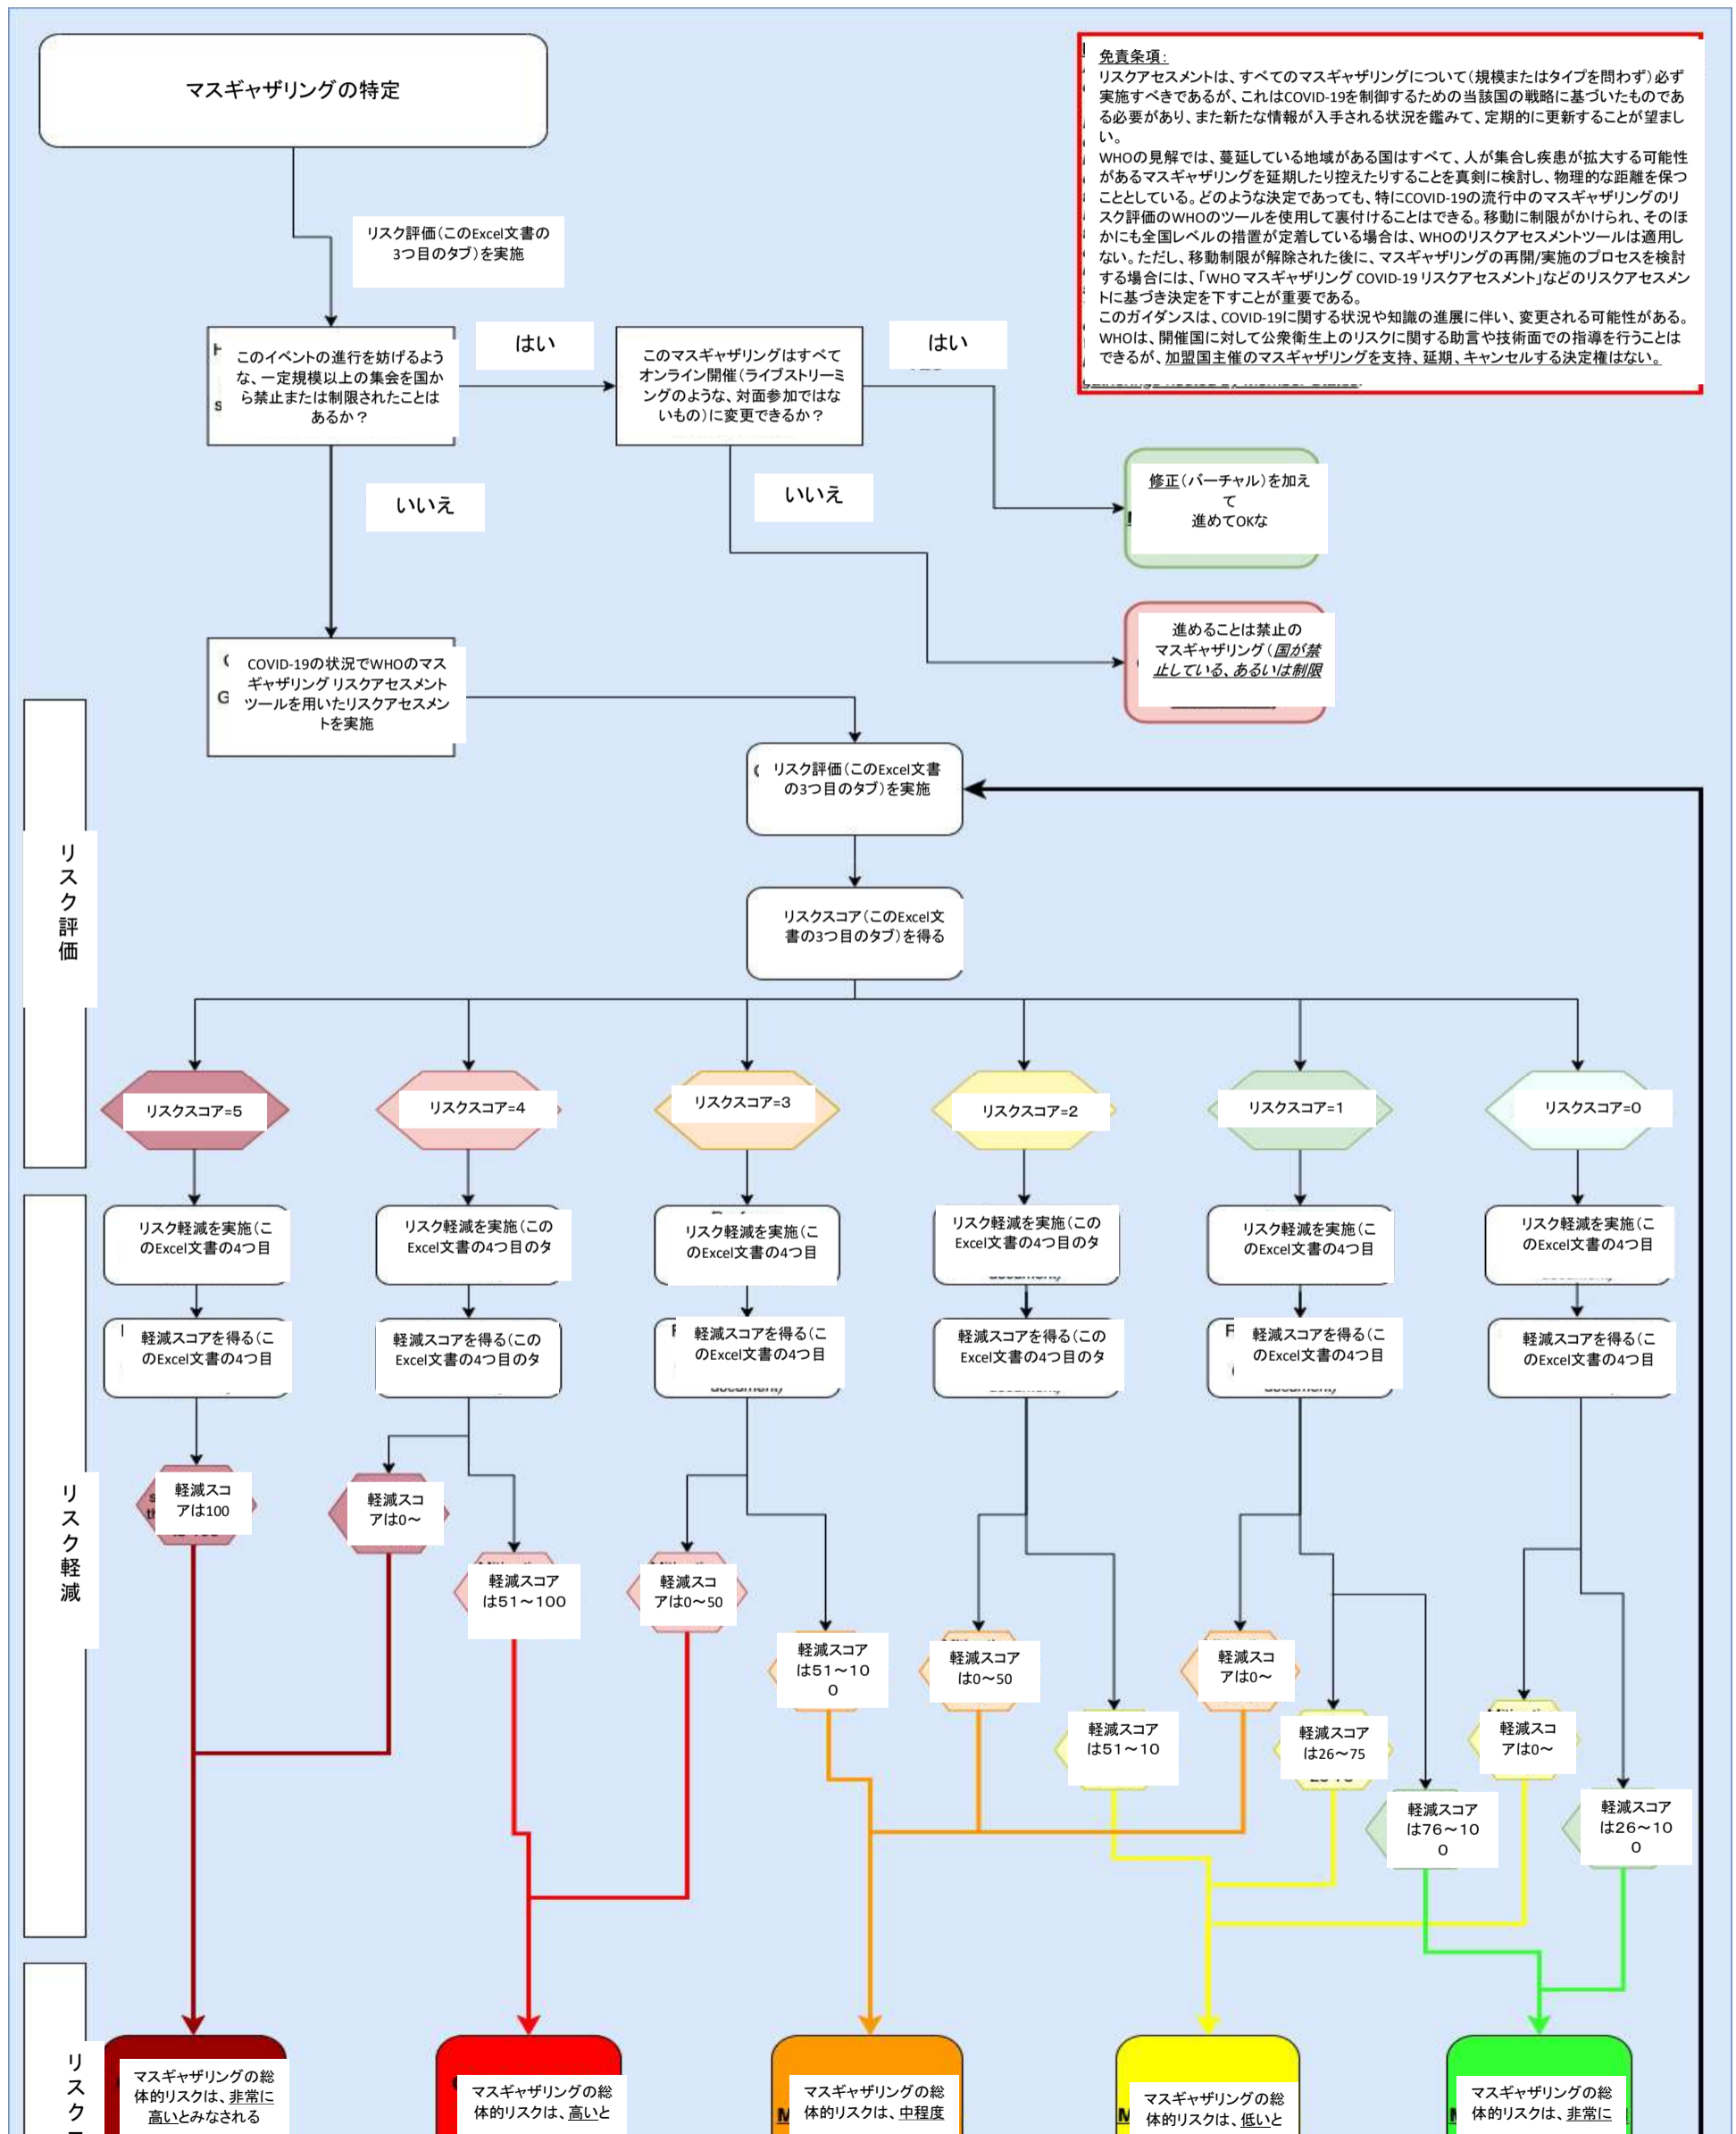 マスギャザリングの特定
免責条項：
リスクアセスメントは、すべてのマスギャザリングについて（規模またはタイプを問わず）必ず
実施すべきであるが、これはCOVID-19を制御するための当該国の戦略に基づいたものであ
る必要があり、また新たな情報が入手される状況を鑑みて、定期的に更新することが望まし
い。
WHOの見解では、蔓延している地域がある国はすべて、人が集合し疾患が拡大する可能性
があるマスギャザリングを延期したり控えたりすることを真剣に検討し、物理的な距離を保つ
こととしている。どのような決定であっても、特にCOVID-19の流行中のマスギャザリングのリ
スク評価のWHOのツールを使用して裏付けることはできる。移動に制限がかけられ、そのほ
かにも全国レベルの措置が定着している場合は、WHOのリスクアセスメントツールは適用し
ない。ただし、移動制限が解除された後に、マスギャザリングの再開/実施のプロセスを検討
する場合には、「WHO マスギャザリング COVID-19 リスクアセスメント」などのリスクアセスメン
トに基づき決定を下すことが重要である。
このガイダンスは、COVID-19に関する状況や知識の進展に伴い、変更される可能性がある。
WHOは、開催国に対して公衆衛生上のリスクに関する助言や技術面での指導を行うことは
できるが、加盟国主催のマスギャザリングを支持、延期、キャンセルする決定権はない。
リスク評価（このExcel文書の
3つ目のタブ）を実施
このイベントの進行を妨げるよう
な、一定規模以上の集会を国か
ら禁止または制限されたことは
あるか？
はい
このマスギャザリングはすべて
オンライン開催（ライブストリーミ
ングのような、対面参加ではな
いもの）に変更できるか？
はい
いいえ
いいえ
修正（バーチャル）を加え
て
進めてOKな
進めることは禁止の
マスギャザリング（国が禁
止している、あるいは制限
COVID-19の状況でWHOのマス
ギャザリング リスクアセスメント
ツールを用いたリスクアセスメン
トを実施
リスク評価
リスク評価（このExcel文書
の3つ目のタブ）を実施
リスクスコア（このExcel文
書の3つ目のタブ）を得る
リスクスコア=5
リスクスコア=4
リスクスコア=3
リスクスコア=2
リスクスコア=1
リスクスコア=0
リスク軽減を実施（こ
のExcel文書の4つ目
リスク軽減を実施（この
Excel文書の4つ目のタ
リスク軽減を実施（こ
のExcel文書の4つ目
リスク軽減を実施（この
Excel文書の4つ目のタ
リスク軽減を実施（こ
のExcel文書の4つ目
リスク軽減を実施（こ
のExcel文書の4つ目
軽減スコアを得る（こ
のExcel文書の4つ目
軽減スコアを得る（この
Excel文書の4つ目のタ
軽減スコアを得る（こ
のExcel文書の4つ目
軽減スコアを得る（この
Excel文書の4つ目のタ
軽減スコアを得る（こ
のExcel文書の4つ目
軽減スコアを得る（こ
のExcel文書の4つ目
リスク軽減
軽減スコ
アは100
軽減スコ
アは0～
軽減スコア
は51～100
軽減スコ
アは0～50
軽減スコア
は51～10
0
軽減スコア
は0～50
軽減スコア
は51～10
軽減スコ
アは0～
軽減スコア
は26～75
軽減スコア
は76～10
0
軽減スコ
アは0～
軽減スコア
は26～10
0
リスク
マスギャザリングの総
体的リスクは、非常に
高いとみなされる
マスギャザリングの総
体的リスクは、高いと
マスギャザリングの総
体的リスクは、中程度
マスギャザリングの総
体的リスクは、低いと
マスギャザリングの総
体的リスクは、非常に